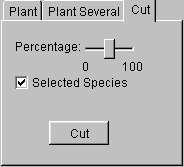 Plant Plant Several Cut
Percentage:
0 100
Selected Species
Cut